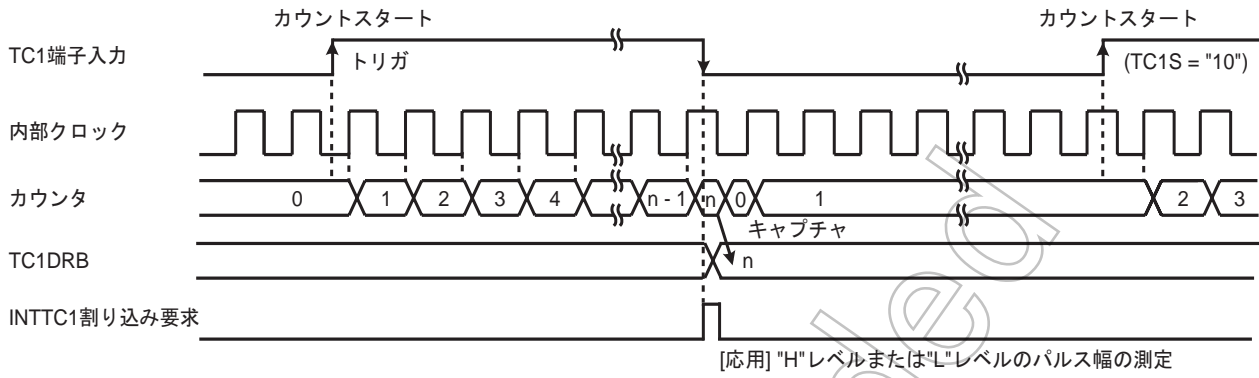 カウントスタート カウントスタート
TC1端子入力 トリガ (TC1S = "10")
内部クロック
カウンタ 0 1 2 3 4 n - 1 n 0 1 2 3
キャプチャ
TC1DRB n
INTTC1割り込み要求
[応用] "H"レベルまたは"L"レベルのパルス幅の測定